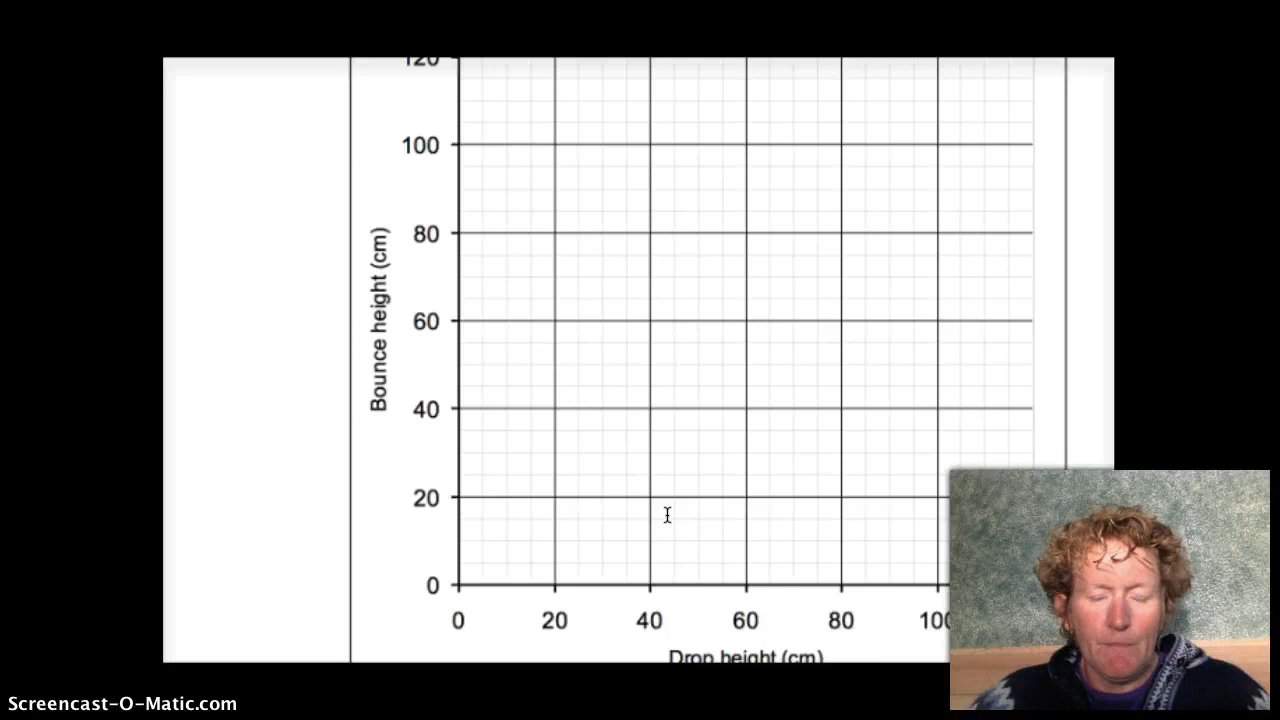 120
100
80
60
40
20
0
Bounce height (cm)
0 20 40 60 80 100
Drop height (cm)
Screencast-O-Matic.com